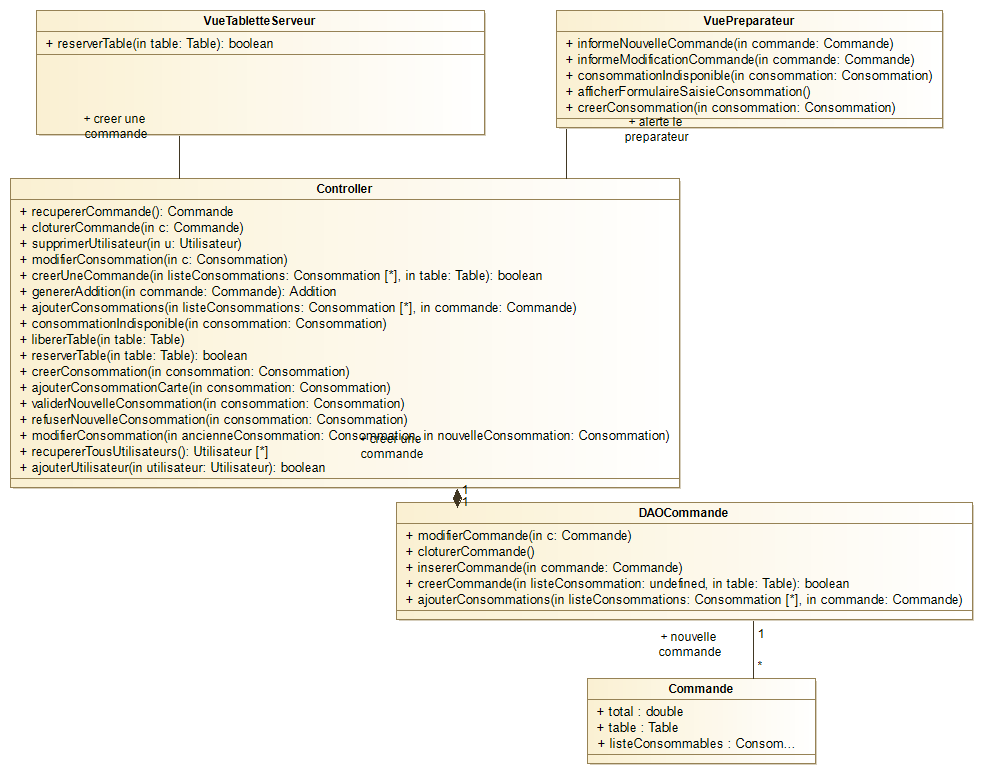 VueTabletteServeur
+ reserverTable(in table: Table): boolean
+ creer une
commande
VuePreparateur
+ informeNouvelleCommande(in commande: Commande)
+ informeModificationCommande(in commande: Commande)
+ consommationIndisponible(in consommation: Consommation)
+ afficherFormulaireSaisieConsommation()
+ creerConsommation(in consommation: Consommation)
+ alerte le
preparateur
Controller
+ recupererCommande(): Commande
+ cloturerCommande(in c: Commande)
+ supprimerUtilisateur(in u: Utilisateur)
+ modifierConsommation(in c: Consommation)
+ creerUneCommande(in listeConsommations: Consommation [*], in table: Table): boolean
+ genererAddition(in commande: Commande): Addition
+ ajouterConsommations(in listeConsommations: Consommation [*], in commande: Commande)
+ consommationIndisponible(in consommation: Consommation)
+ libererTable(in table: Table)
+ reserverTable(in table: Table): boolean
+ creerConsommation(in consommation: Consommation)
+ ajouterConsommationCarte(in consommation: Consommation)
+ validerNouvelleConsommation(in consommation: Consommation)
+ refuserNouvelleConsommation(in consommation: Consommation)
+ modifierConsommation(in ancienneConsommation: Consommation, in nouvelleConsommation: Consommation)
+ creer une
commande
+ recupererTousUtilisateurs(): Utilisateur [*]
+ ajouterUtilisateur(in utilisateur: Utilisateur): boolean
1
1
DAOCommande
+ modifierCommande(in c: Commande)
+ cloturerCommande()
+ insererCommande(in commande: Commande)
+ creerCommande(in listeConsommation: undefined, in table: Table): boolean
+ ajouterConsommations(in listeConsommations: Consommation [*], in commande: Commande)
+ nouvelle
commande
1
*
Commande
+ total : double
+ table : Table
+ listeConsommables : Consom...